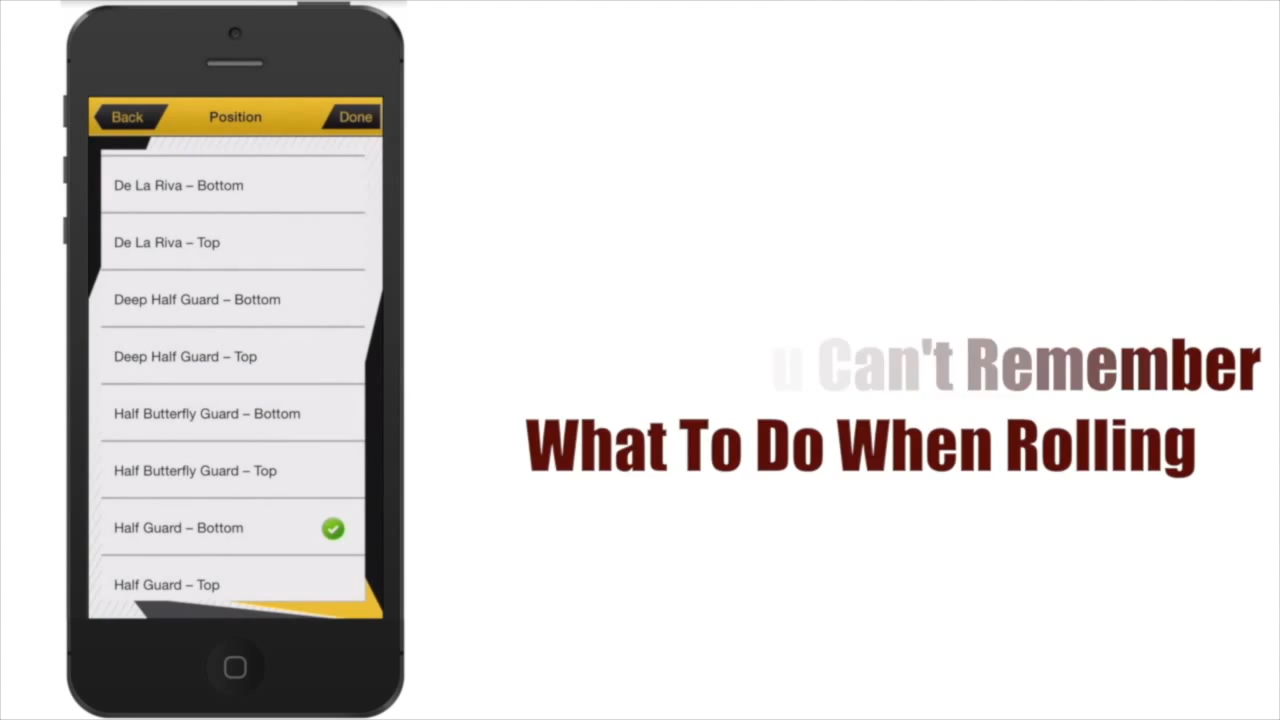 Back Position Done
De La Riva – Bottom
De La Riva – Top
Deep Half Guard – Bottom
Deep Half Guard – Top
Half Butterfly Guard – Bottom
Half Butterfly Guard – Top
Half Guard – Bottom
Half Guard – Top
u Can't Remember
What To Do When Rolling